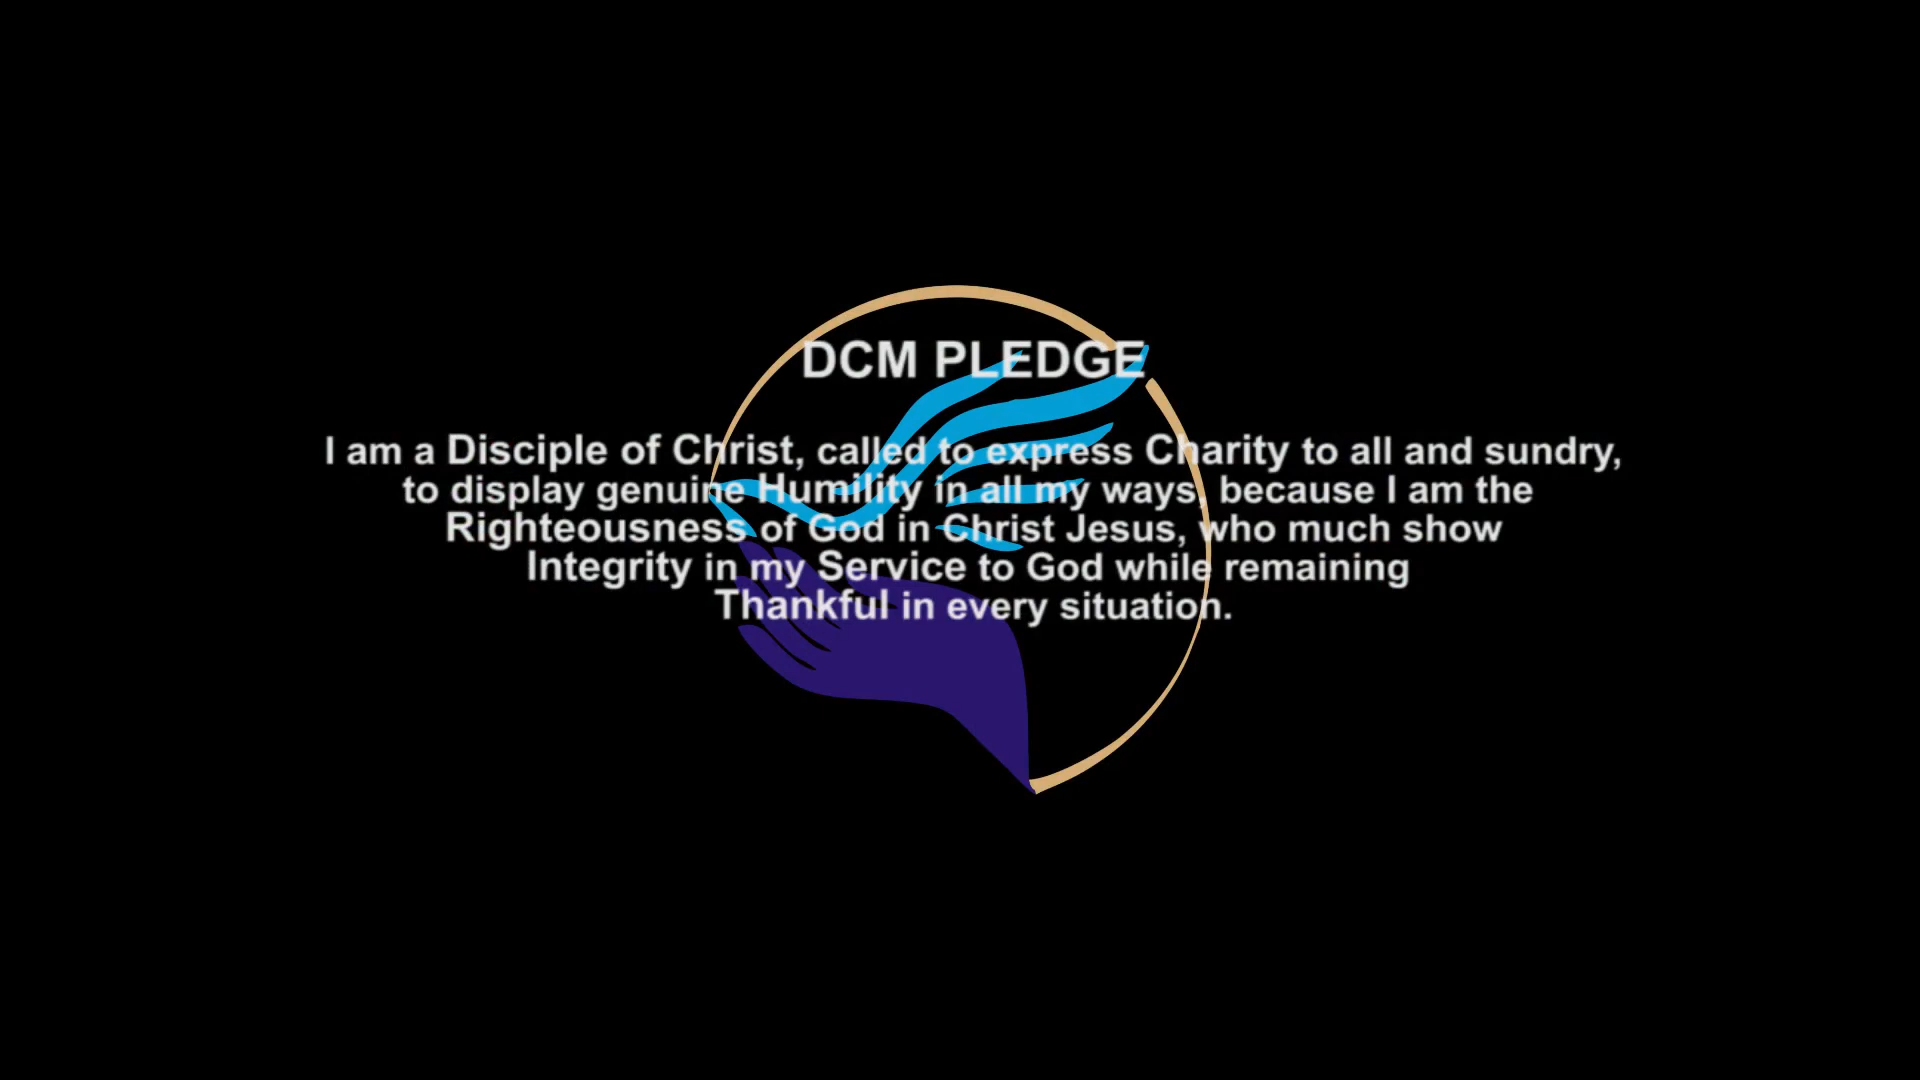 DCM PLEDGE
I am a Disciple of Christ, called to express Charity to all and sundry,
to display genuine Humility in all my ways, because I am the
Righteousness of God in Christ Jesus, who much show
Integrity in my Service to God while remaining
Thankful in every situation.